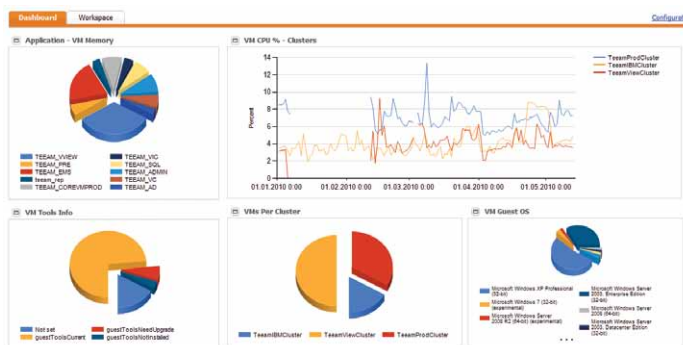 Dashboard
Workspace
Configurat
Application - VM Memory
TEEAM_VVIEW
TEEAM_PRE
TEEAM_EMS
teeam_rep
TEEAM_COREVMPROD
TEEAM_VIC
TEEAM_SQL
TEEAM_ADMIN
TEEAM_VC
TEEAM_AD
VM CPU % - Clusters
TeeamProdCluster
TeeamIBMCluster
TeeamViewCluster
Percent
14
12
10
8
6
4
2
0
01.01.2010 0:00
01.02.2010 0:00
01.03.2010 0:00
01.04.2010 0:00
01.05.2010 0:00
VM Tools Info
Not set
guestToolsCurrent
guestToolsNeedUpgrade
guestToolsNotInstalled
VMs Per Cluster
TeeamIBMCluster
TeeamViewCluster
TeeamProdCluster
VM Guest OS
Microsoft Windows XP Professional
(32-bit)
Microsoft Windows 7 (32-bit)
(experimental)
Microsoft Windows Server
2008 R2 (64-bit) (experimental)
Microsoft Windows Server
2003, Enterprise Edition
(32-bit)
Microsoft Windows Server
2008 (64-bit)
Microsoft Windows Server
2003, Datacenter Edition
(32-bit)
...